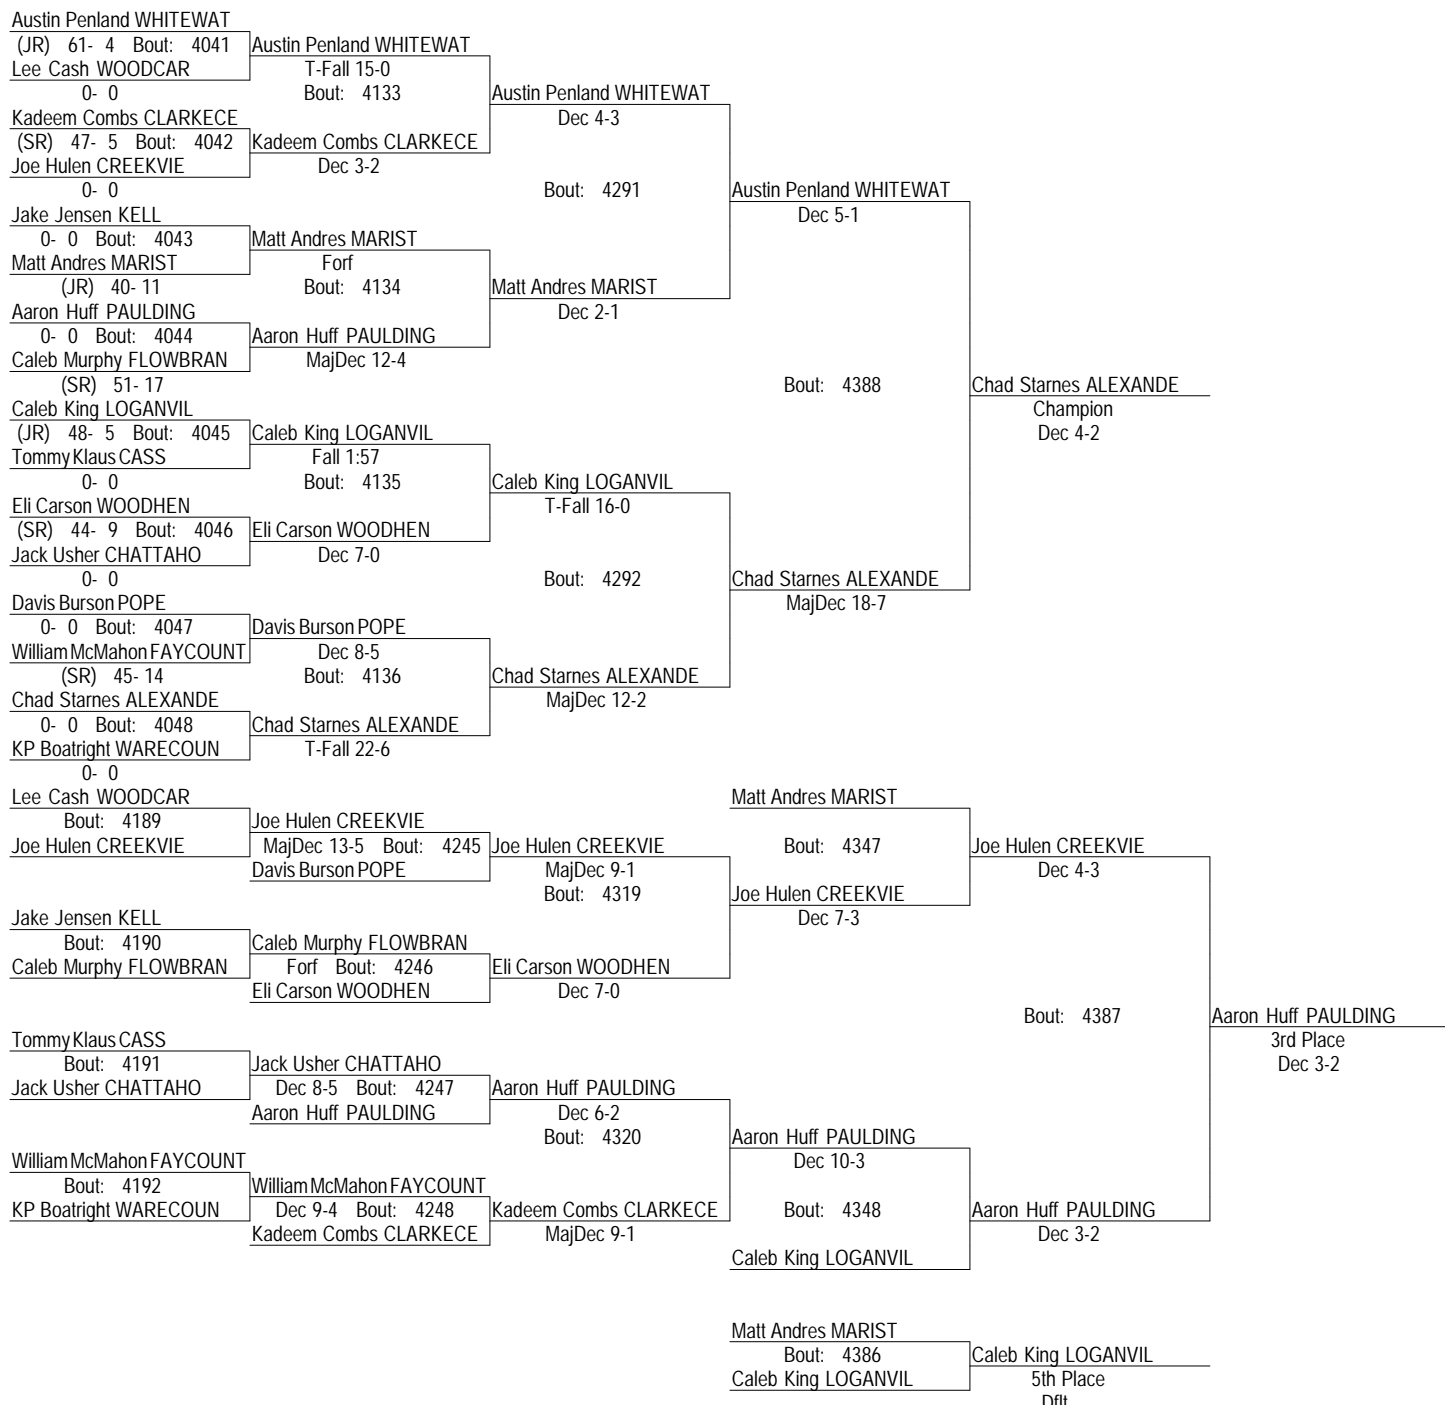 Austin Penland WHITEWAT
(JR) 61- 4 Bout: 4041 Austin Penland WHITEWAT
Lee Cash WOODCAR T-Fall 15-0
0- 0 Bout: 4133 Austin Penland WHITEWAT
Kadeem Combs CLARKECE Dec 4-3
(SR) 47- 5 Bout: 4042 Kadeem Combs CLARKECE
Joe Hulen CREEKVIE Dec 3-2
0- 0 Bout: 4291 Austin Penland WHITEWAT
Jake Jensen KELL Dec 5-1
0- 0 Bout: 4043 Matt Andres MARIST
Matt Andres MARIST Forf
(JR) 40- 11 Bout: 4134 Matt Andres MARIST
Aaron Huff PAULDING Dec 2-1
0- 0 Bout: 4044 Aaron Huff PAULDING
Caleb Murphy FLOWBRAN MajDec 12-4
(SR) 51- 17 Bout: 4388 Chad Starnes ALEXANDE
Caleb King LOGANVIL Champion
(JR) 48- 5 Bout: 4045 Caleb King LOGANVIL Dec 4-2
Tommy Klaus CASS Fall 1:57
0- 0 Bout: 4135 Caleb King LOGANVIL
Eli Carson WOODHEN T-Fall 16-0
(SR) 44- 9 Bout: 4046 Eli Carson WOODHEN
Jack Usher CHATTAHO Dec 7-0
0- 0 Bout: 4292 Chad Starnes ALEXANDE
Davis Burson POPE MajDec 18-7
0- 0 Bout: 4047 Davis Burson POPE
William McMahon FAYCOUNT Dec 8-5
(SR) 45- 14 Bout: 4136 Chad Starnes ALEXANDE
Chad Starnes ALEXANDE MajDec 12-2
0- 0 Bout: 4048 Chad Starnes ALEXANDE
KP Boatright WARECOUN T-Fall 22-6
0- 0
Lee Cash WOODCAR Matt Andres MARIST
Bout: 4189 Joe Hulen CREEKVIE
Joe Hulen CREEKVIE MajDec 13-5 Bout: 4245 Joe Hulen CREEKVIE Bout: 4347 Joe Hulen CREEKVIE
Davis Burson POPE MajDec 9-1 Dec 4-3
Bout: 4319 Joe Hulen CREEKVIE
Jake Jensen KELL Dec 7-3
Bout: 4190 Caleb Murphy FLOWBRAN
Caleb Murphy FLOWBRAN Forf Bout: 4246 Eli Carson WOODHEN
Eli Carson WOODHEN Dec 7-0
Bout: 4387 Aaron Huff PAULDING
Tommy Klaus CASS 3rd Place
Bout: 4191 Jack Usher CHATTAHO Dec 3-2
Jack Usher CHATTAHO Dec 8-5 Bout: 4247 Aaron Huff PAULDING
Aaron Huff PAULDING Dec 6-2
Bout: 4320 Aaron Huff PAULDING
William McMahon FAYCOUNT Dec 10-3
Bout: 4192 William McMahon FAYCOUNT
KP Boatright WARECOUN Dec 9-4 Bout: 4248 Kadeem Combs CLARKECE Bout: 4348 Aaron Huff PAULDING
Kadeem Combs CLARKECE MajDec 9-1 Dec 3-2
Caleb King LOGANVIL
Matt Andres MARIST
Bout: 4386 Caleb King LOGANVIL
Caleb King LOGANVIL 5th Place
Dflt